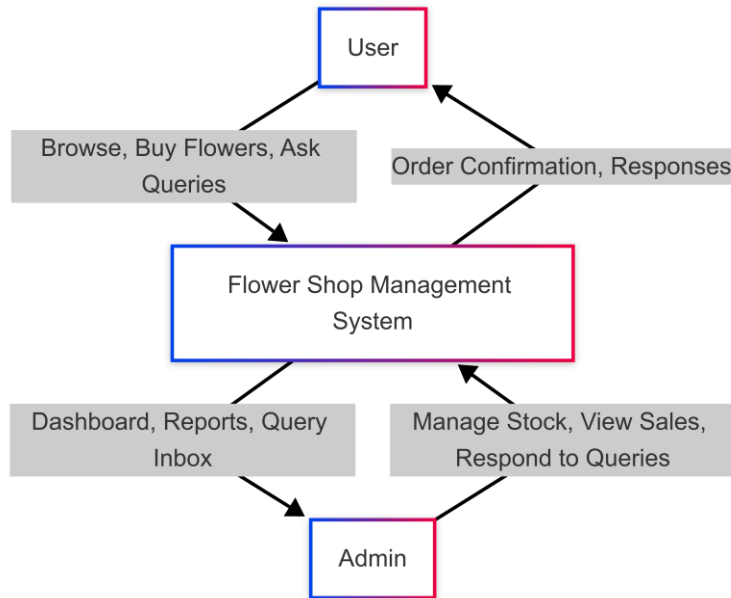 User
Browse, Buy Flowers, Ask
Queries
Order Confirmation, Responses
Flower Shop Management
System
Dashboard, Reports, Query
Inbox
Manage Stock, View Sales,
Respond to Queries
Admin